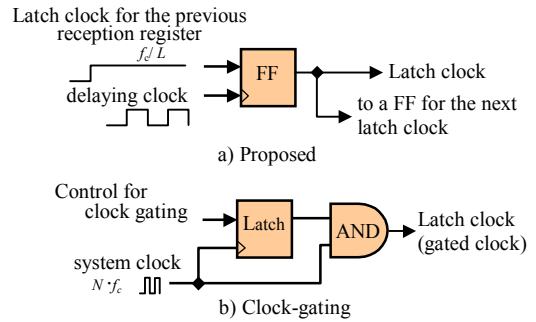 Latch clock for the previous
reception register
f_c/ L
FF
Latch clock
delaying clock
to a FF for the next
latch clock
a) Proposed
Control for
clock gating
Latch
AND
Latch clock
(gated clock)
system clock
N·f_c
b) Clock-gating